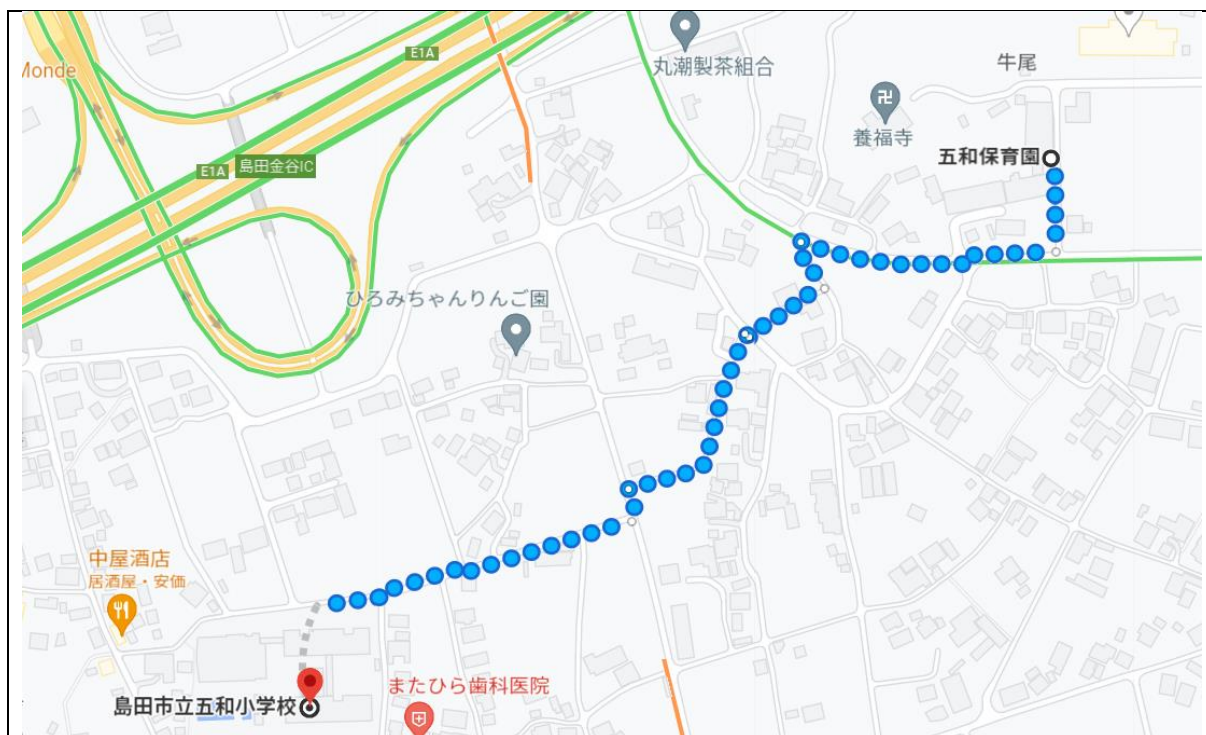 E1A
丸潮製茶組合
牛尾
Monde
卍
養福寺
五和保育園
E1A
島田金谷IC
ひろみちゃんりんご園
中屋酒店
居酒屋・安価
またひら歯科医院
島田市立五和小学校